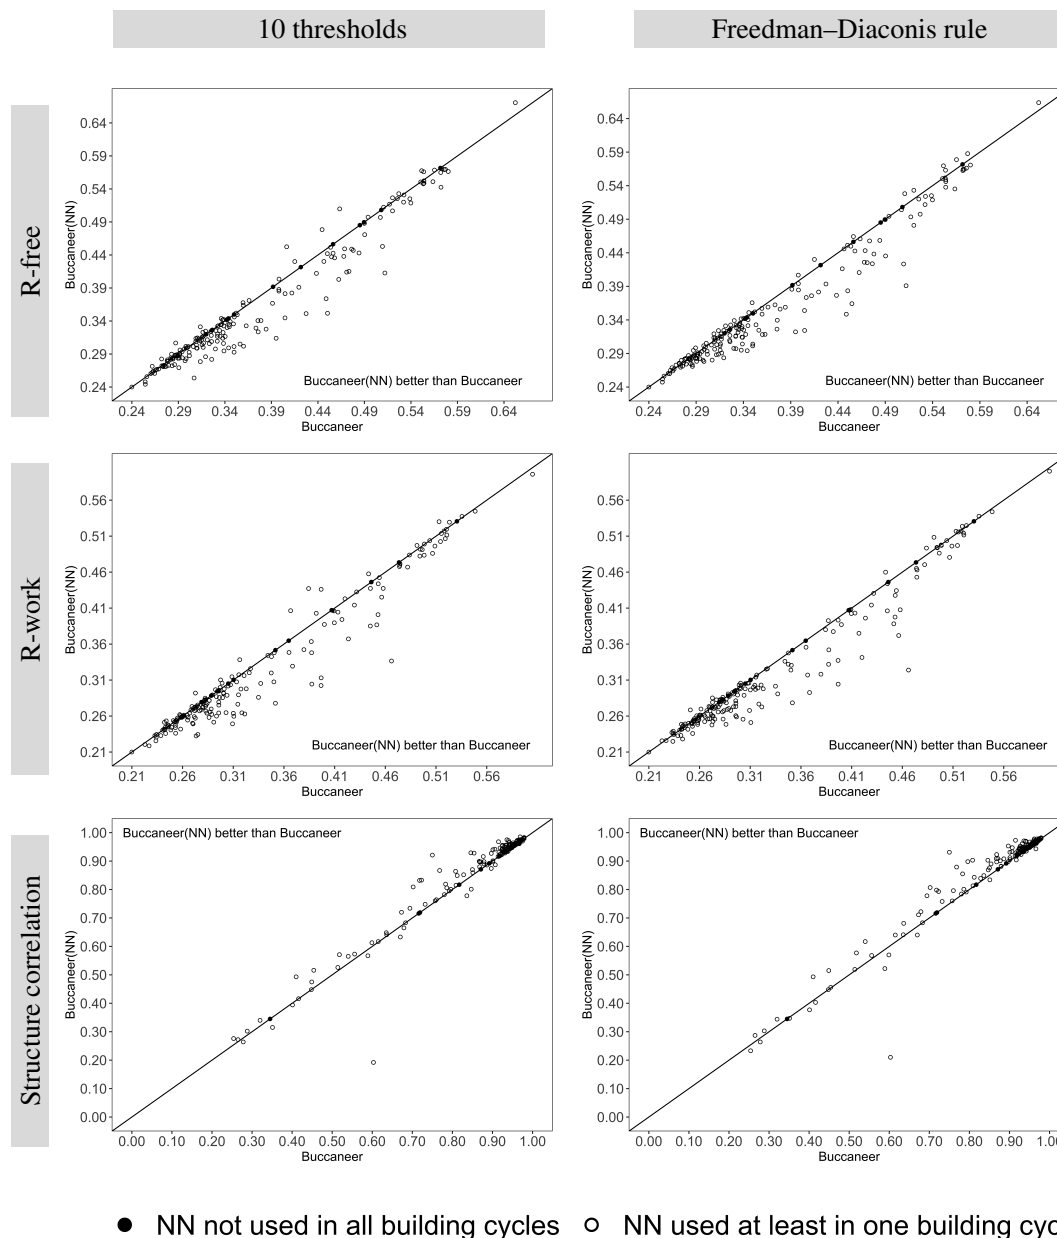 10 thresholds
Freedman–Diaconis rule
R-free
Buccaneer(NN)
0.64
0.59
0.54
0.49
0.44
0.39
0.34
0.29
0.24
Buccaneer(NN) better than Buccaneer
0.24 0.29 0.34 0.39 0.44 0.49 0.54 0.59 0.64
Buccaneer
Buccaneer(NN)
0.64
0.59
0.54
0.49
0.44
0.39
0.34
0.29
0.24
Buccaneer(NN) better than Buccaneer
0.24 0.29 0.34 0.39 0.44 0.49 0.54 0.59 0.64
Buccaneer
R-work
Buccaneer(NN)
0.56
0.51
0.46
0.41
0.36
0.31
0.26
0.21
Buccaneer(NN) better than Buccaneer
0.21 0.26 0.31 0.36 0.41 0.46 0.51 0.56
Buccaneer
Buccaneer(NN)
0.56
0.51
0.46
0.41
0.36
0.31
0.26
0.21
Buccaneer(NN) better than Buccaneer
0.21 0.26 0.31 0.36 0.41 0.46 0.51 0.56
Buccaneer
Structure correlation
Buccaneer(NN)
Buccaneer(NN) better than Buccaneer
1.00
0.90
0.80
0.70
0.60
0.50
0.40
0.30
0.20
0.10
0.00
0.00 0.10 0.20 0.30 0.40 0.50 0.60 0.70 0.80 0.90 1.00
Buccaneer
Buccaneer(NN)
Buccaneer(NN) better than Buccaneer
1.00
0.90
0.80
0.70
0.60
0.50
0.40
0.30
0.20
0.10
0.00
0.00 0.10 0.20 0.30 0.40 0.50 0.60 0.70 0.80 0.90 1.00
Buccaneer
NN not used in all building cycles
NN used at least in one building cyc